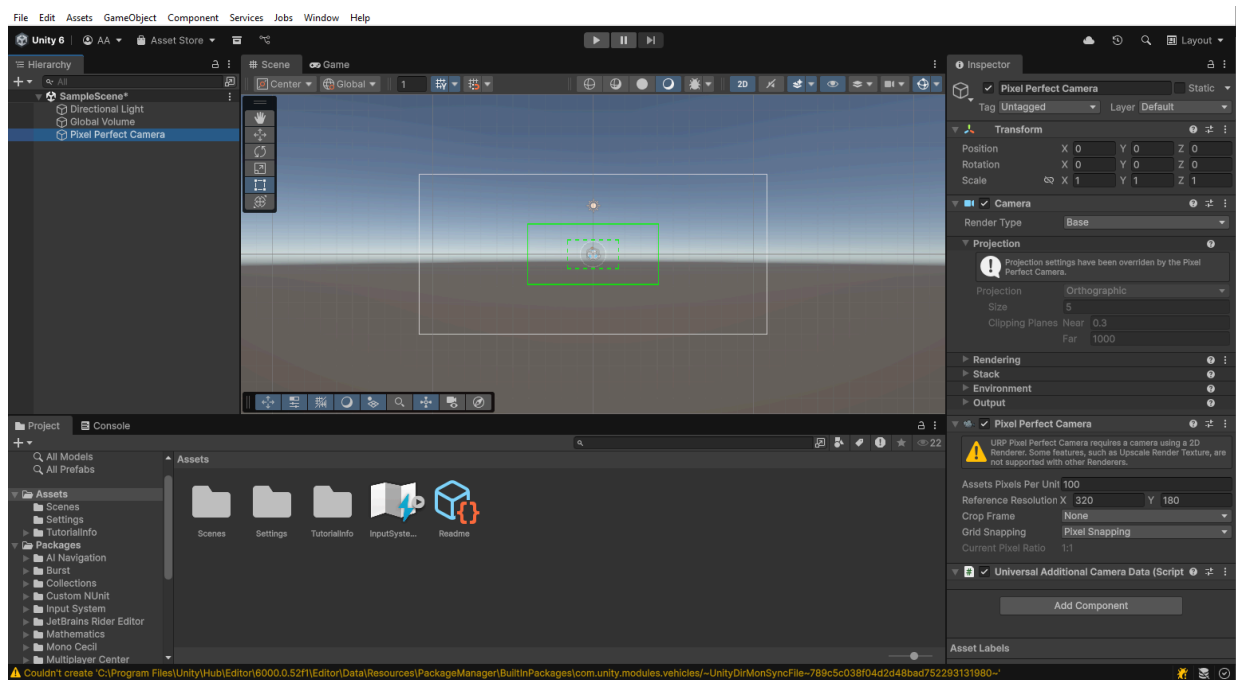 File Edit Assets GameObject Component Services Jobs Window Help
Unity 6 AA Asset Store Layout
Hierarchy
All
SampleScene*
Directional Light
Global Volume
Pixel Perfect Camera
Scene Game
Center Global 1 2D
Inspector
Pixel Perfect Camera Static
Tag Untagged Layer Default
Transform
Position X 0 Y 0 Z 0
Rotation X 0 Y 0 Z 0
Scale X 1 Y 1 Z 1
Camera
Render Type Base
Projection
Projection settings have been overriden by the Pixel
Perfect Camera.
Projection Orthographic
Size 5
Clipping Planes Near 0.3
Far 1000
Rendering
Stack
Environment
Output
Pixel Perfect Camera
URP Pixel Perfect Camera requires a camera using a 2D
Renderer. Some features, such as Upscale Render Texture, are
not supported with other Renderers.
Assets Pixels Per Unit 100
Reference Resolution X 320 Y 180
Crop Frame None
Grid Snapping Pixel Snapping
Current Pixel Ratio 1:1
# Universal Additional Camera Data (Script
Add Component
Asset Labels
Project Console
22
All Models
All Prefabs
Assets
Scenes
Settings
TutorialInfo
Packages
AI Navigation
Burst
Collections
Custom NUnit
Input System
JetBrains Rider Editor
Mathematics
Mono Cecil
Multiplayer Center
Assets
Scenes Settings TutorialInfo InputSyste... Readme
Couldn't create 'C:\Program Files\Unity\Hub\Editor\6000.0.52f1\Editor\Data\Resources\PackageManager\BuiltInPackages\com.unity.modules.vehicles/~UnityDirMonSyncFile~789c5c038f04d2d48bad752293131980~'